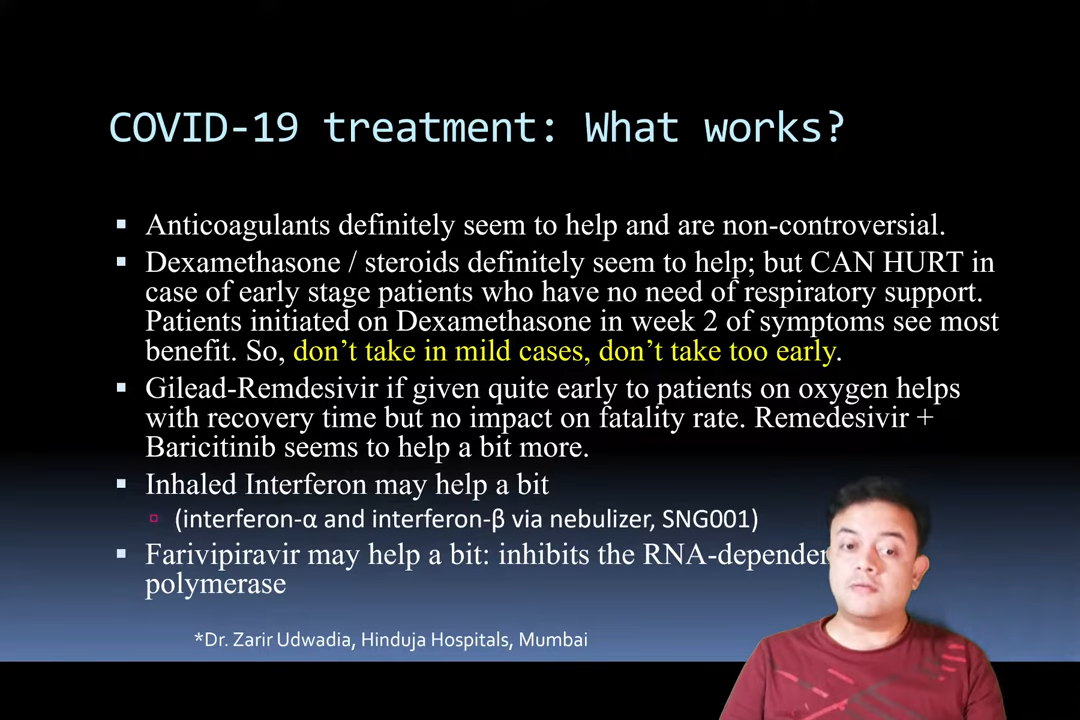 COVID-19 treatment: What works?
Anticoagulants definitely seem to help and are non-controversial.
Dexamethasone / steroids definitely seem to help; but CAN HURT in
case of early stage patients who have no need of respiratory support.
Patients initiated on Dexamethasone in week 2 of symptoms see most
benefit. So, don't take in mild cases, don't take too early.
Gilead-Remdesivir if given quite early to patients on oxygen helps
with recovery time but no impact on fatality rate. Remedesivir +
Baricitinib seems to help a bit more.
Inhaled Interferon may help a bit
(interferon-α and interferon-β via nebulizer, SNG001)
Farivipiravir may help a bit: inhibits the
polymerase
*Dr. Zarir Udwadia, Hinduja Hospitals, Mumbai